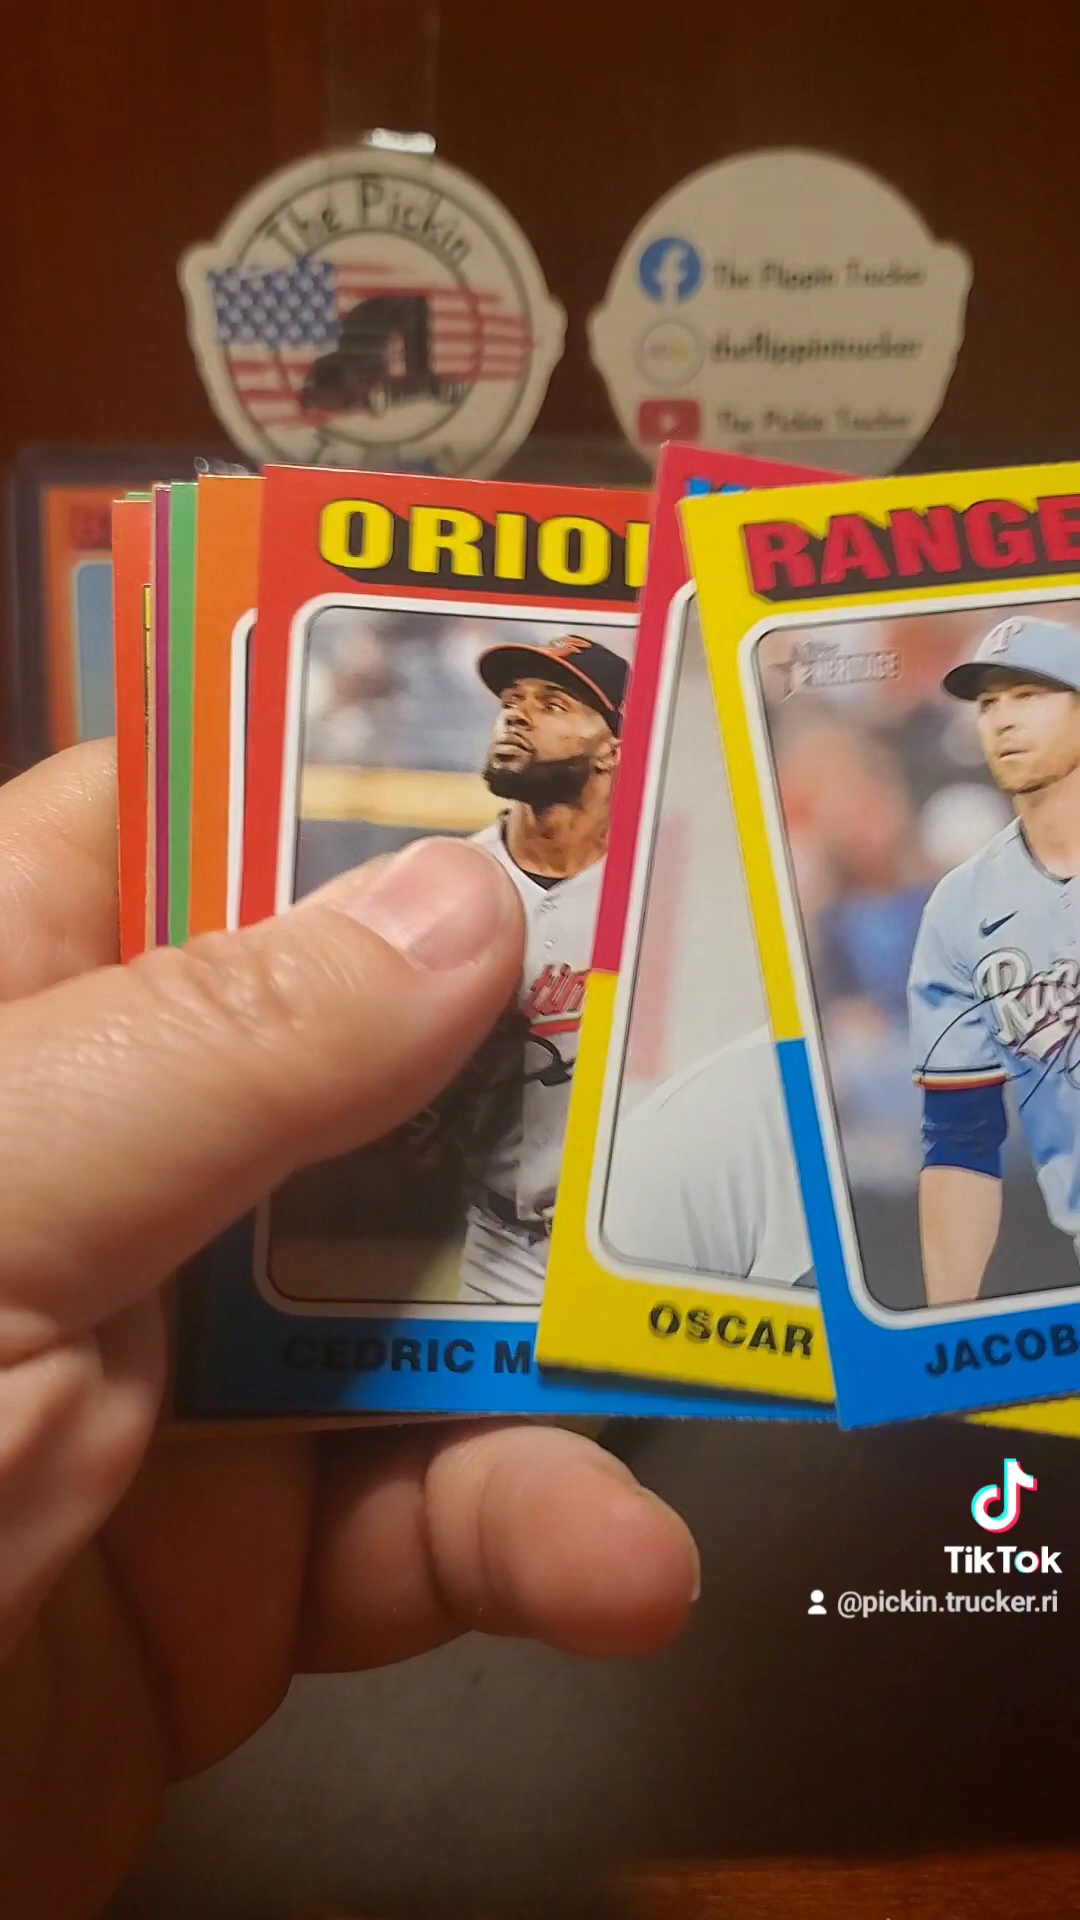 The Pickin
The Flippin Trucker
theflippintrucker
The Pickin Trucker
ORIO
RANGE
TOPPS
HERITAGE
CEDRIC M
OSCAR
JACOB
TikTok
@pickin.trucker.ri